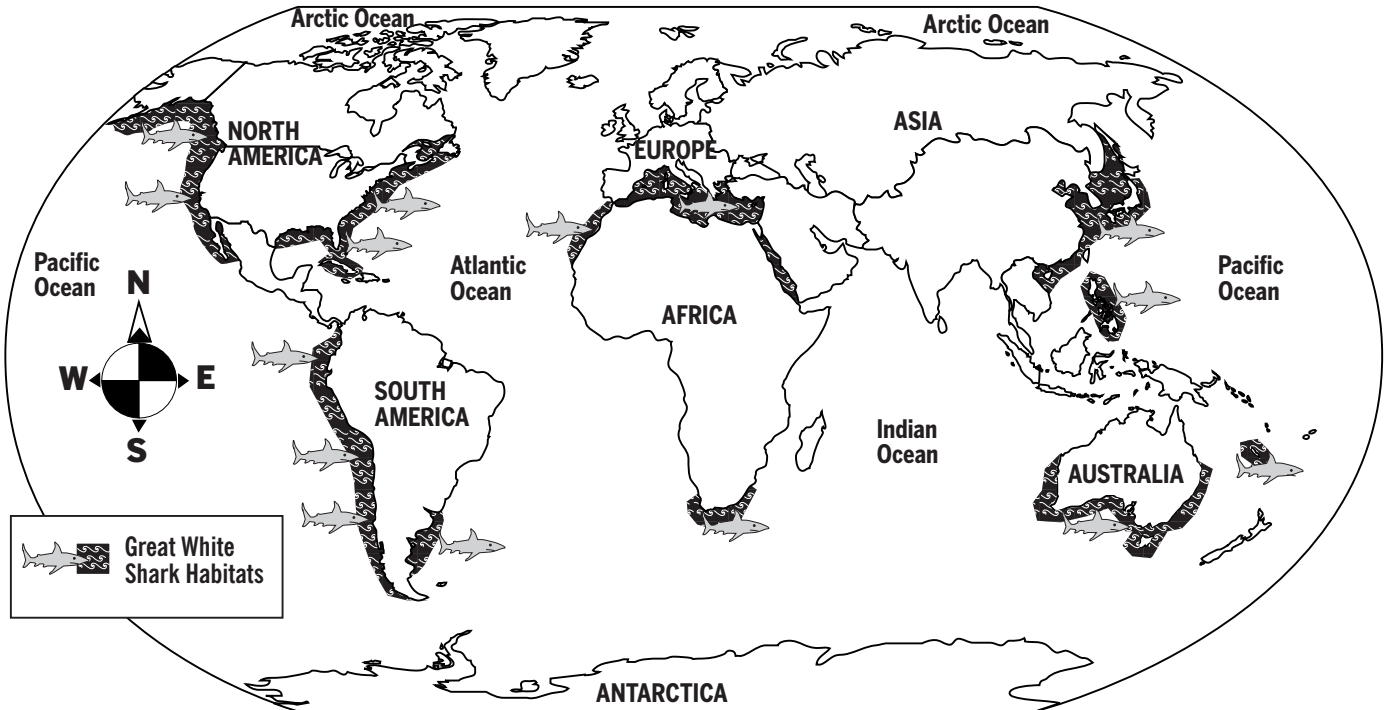 Arctic Ocean
Arctic Ocean
NORTH
AMERICA
EUROPE
ASIA
Pacific
Ocean
N
W
E
S
Atlantic
Ocean
AFRICA
Pacific
Ocean
SOUTH
AMERICA
Indian
Ocean
AUSTRALIA
Great White
Shark Habitats
ANTARCTICA